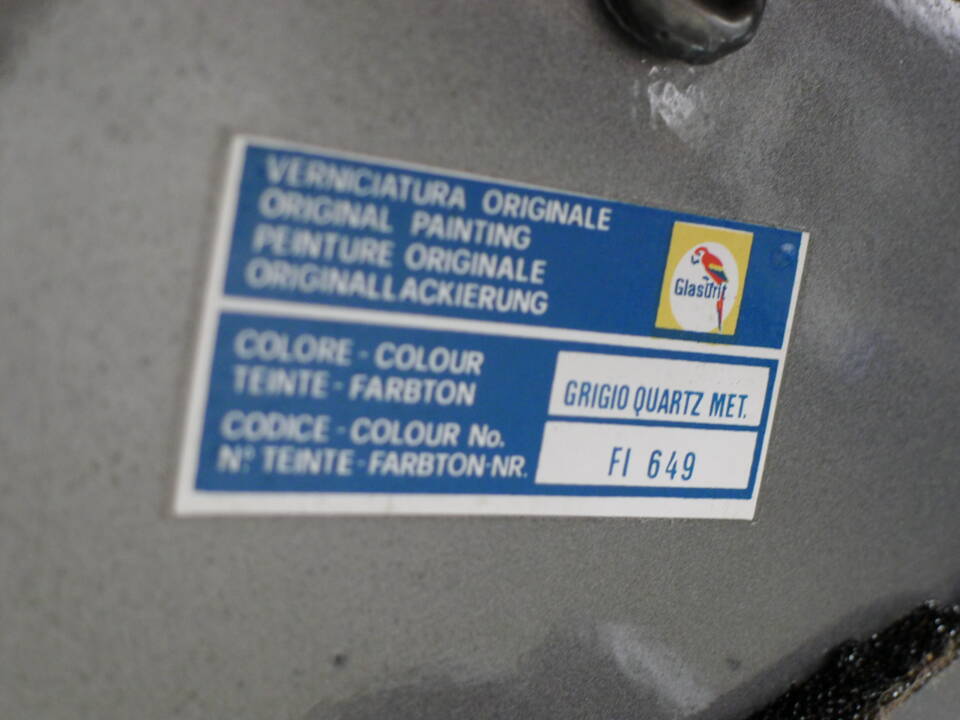 VERNICIATURA ORIGINALE
ORIGINAL PAINTING
PEINTURE ORIGINALE
ORIGINALLACKIERUNG
Glasurit
COLORE - COLOUR
TEINTE - FARBTON
GRIGIO QUARTZ MET.
CODICE - COLOUR No.
N° TEINTE - FARBTON-NR.
FI 649